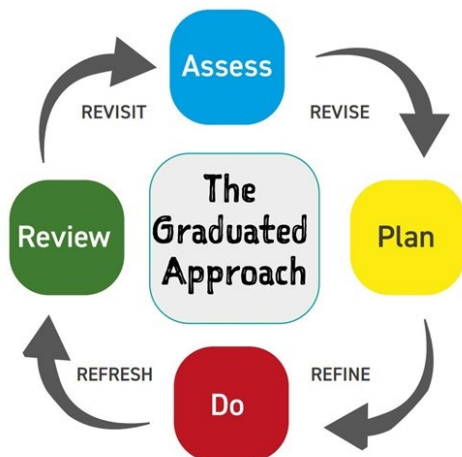 Assess
REVISIT
REVISE
Review
The
Graduated
Approach
Plan
REFRESH
REFINE
Do